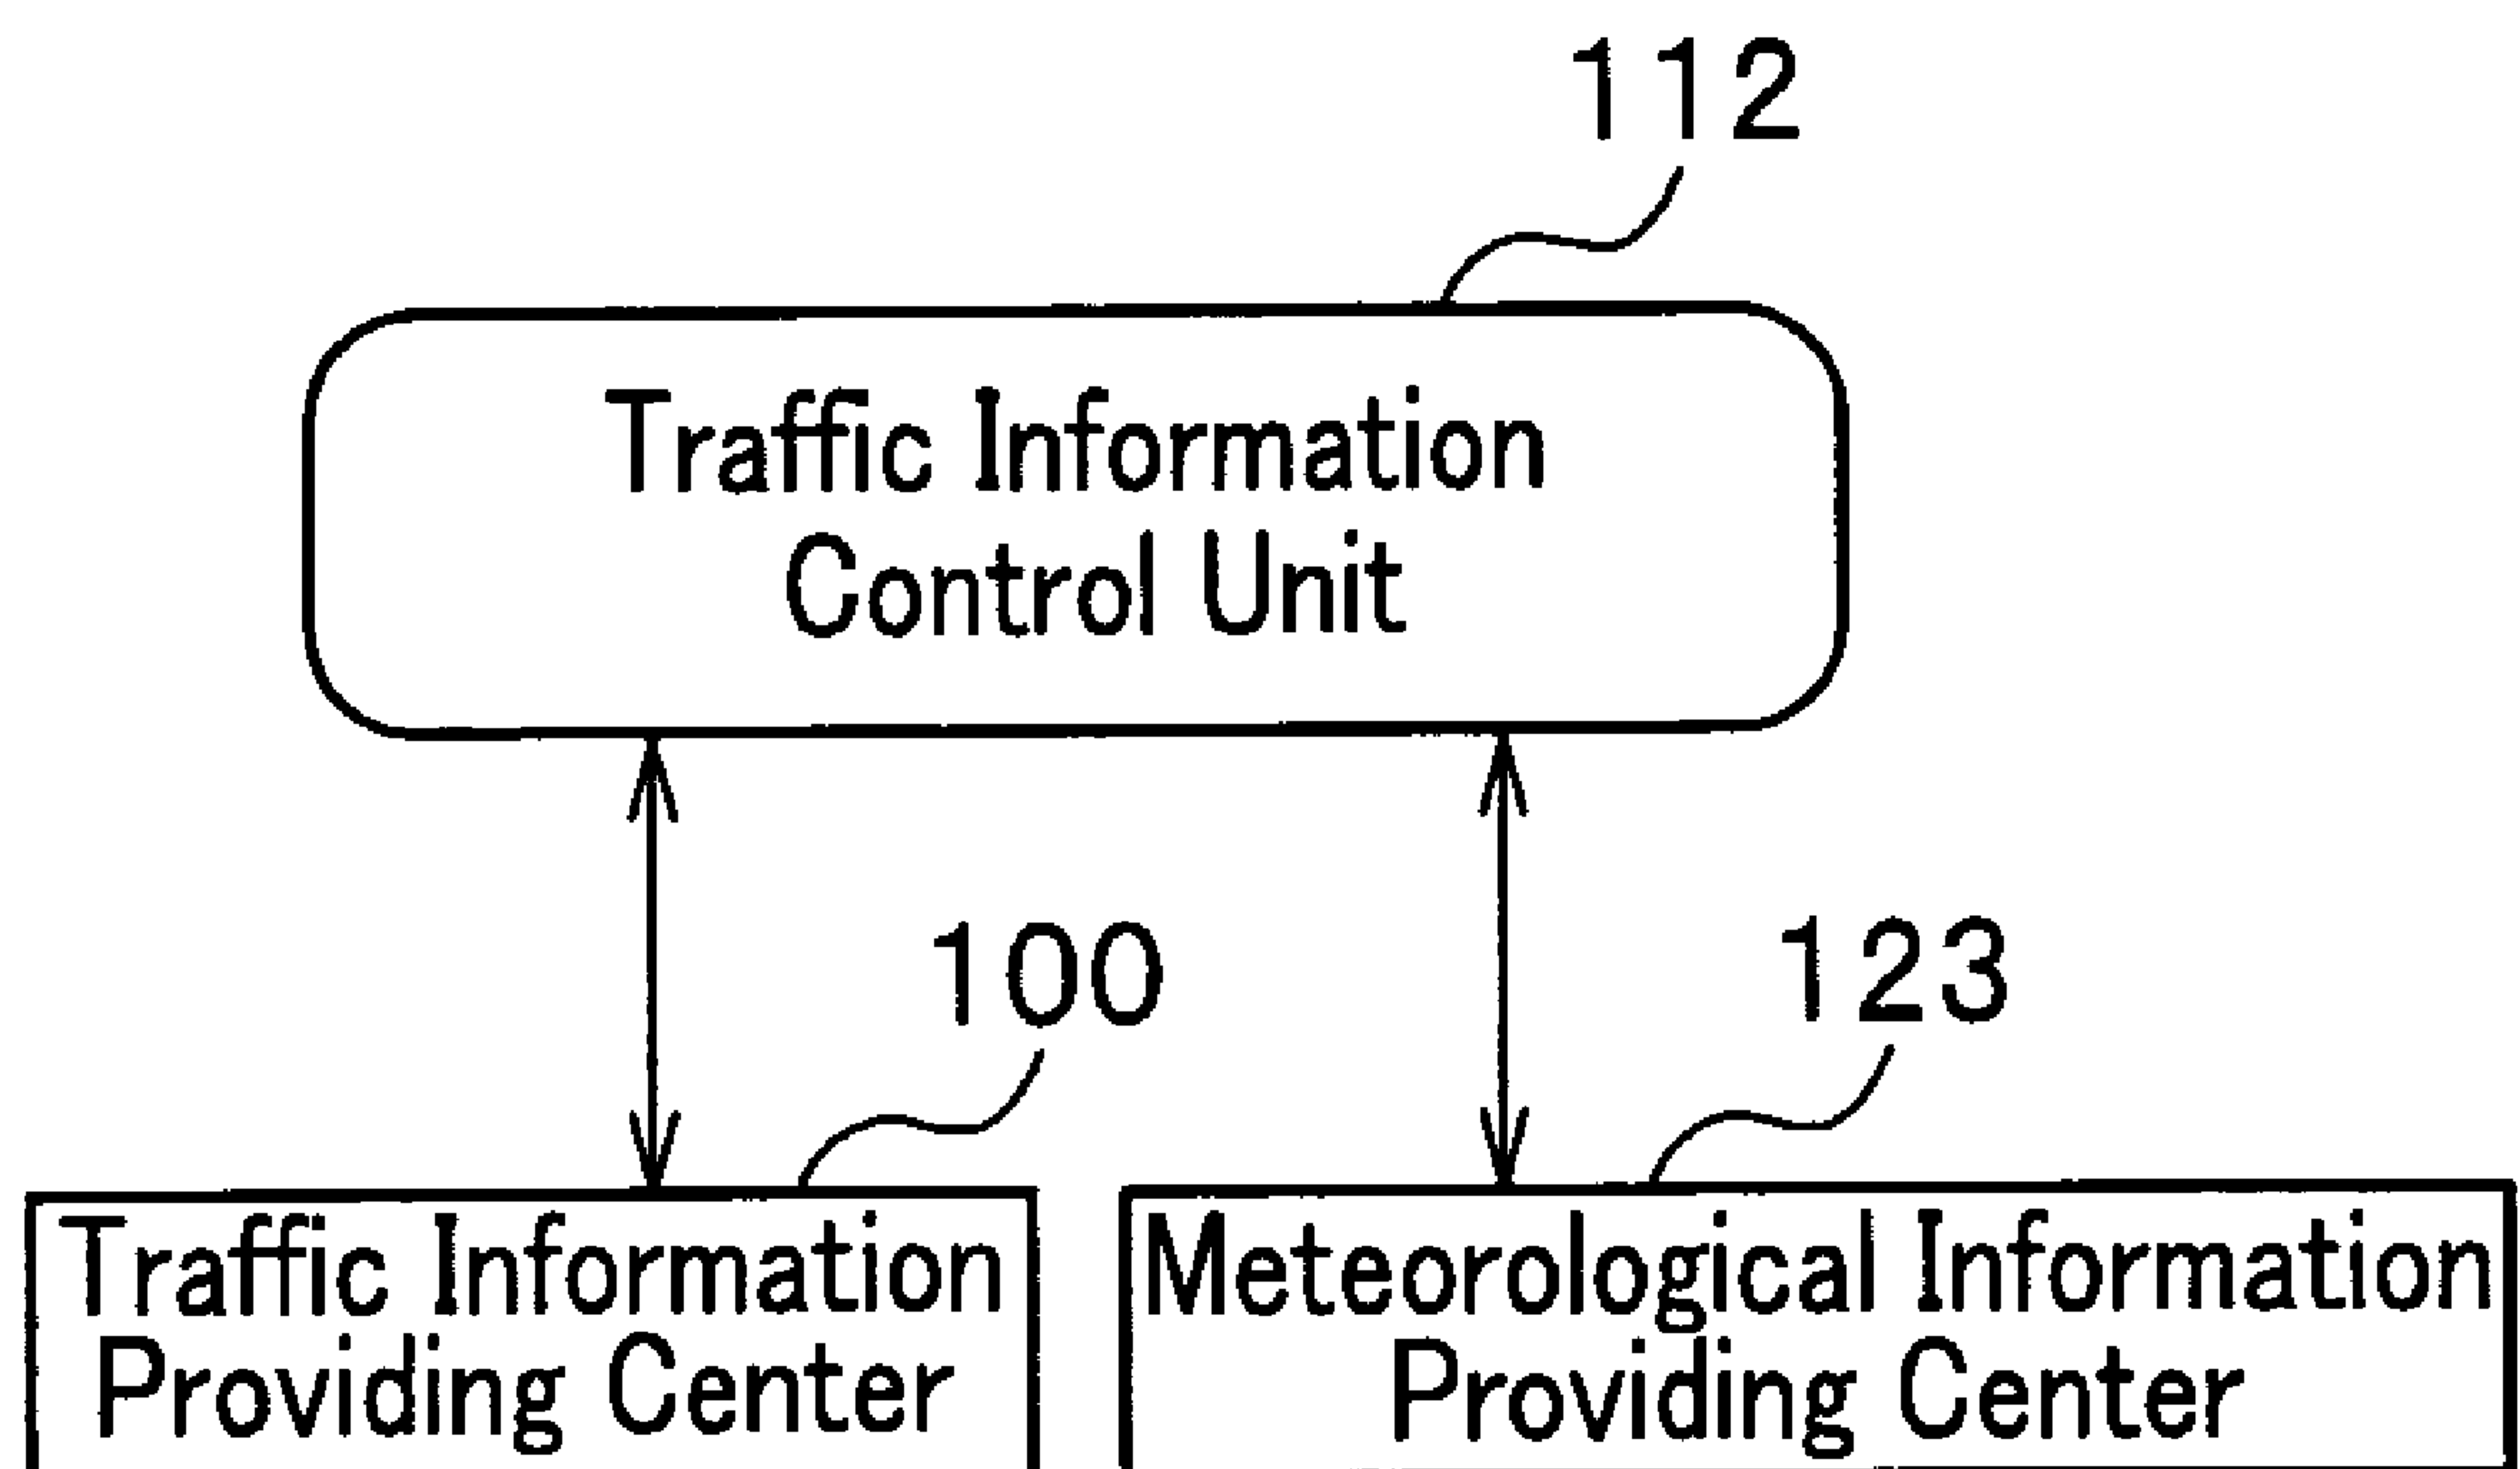 112
Traffic Information
Control Unit
100
123
Traffic Information
Providing Center
Meteorological Information
Providing Center